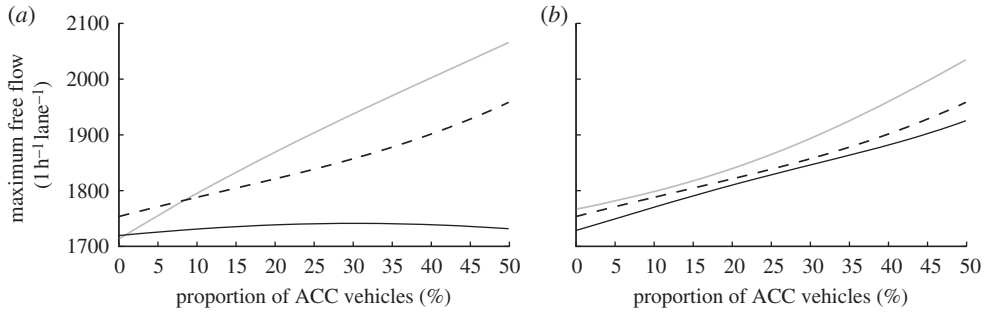 (a)
maximum free flow
(1 h⁻¹ lane⁻¹)
2100
2000
1900
1800
1700
0 5 10 15 20 25 30 35 40 45 50
proportion of ACC vehicles (%)
(b)
0 5 10 15 20 25 30 35 40 45 50
proportion of ACC vehicles (%)